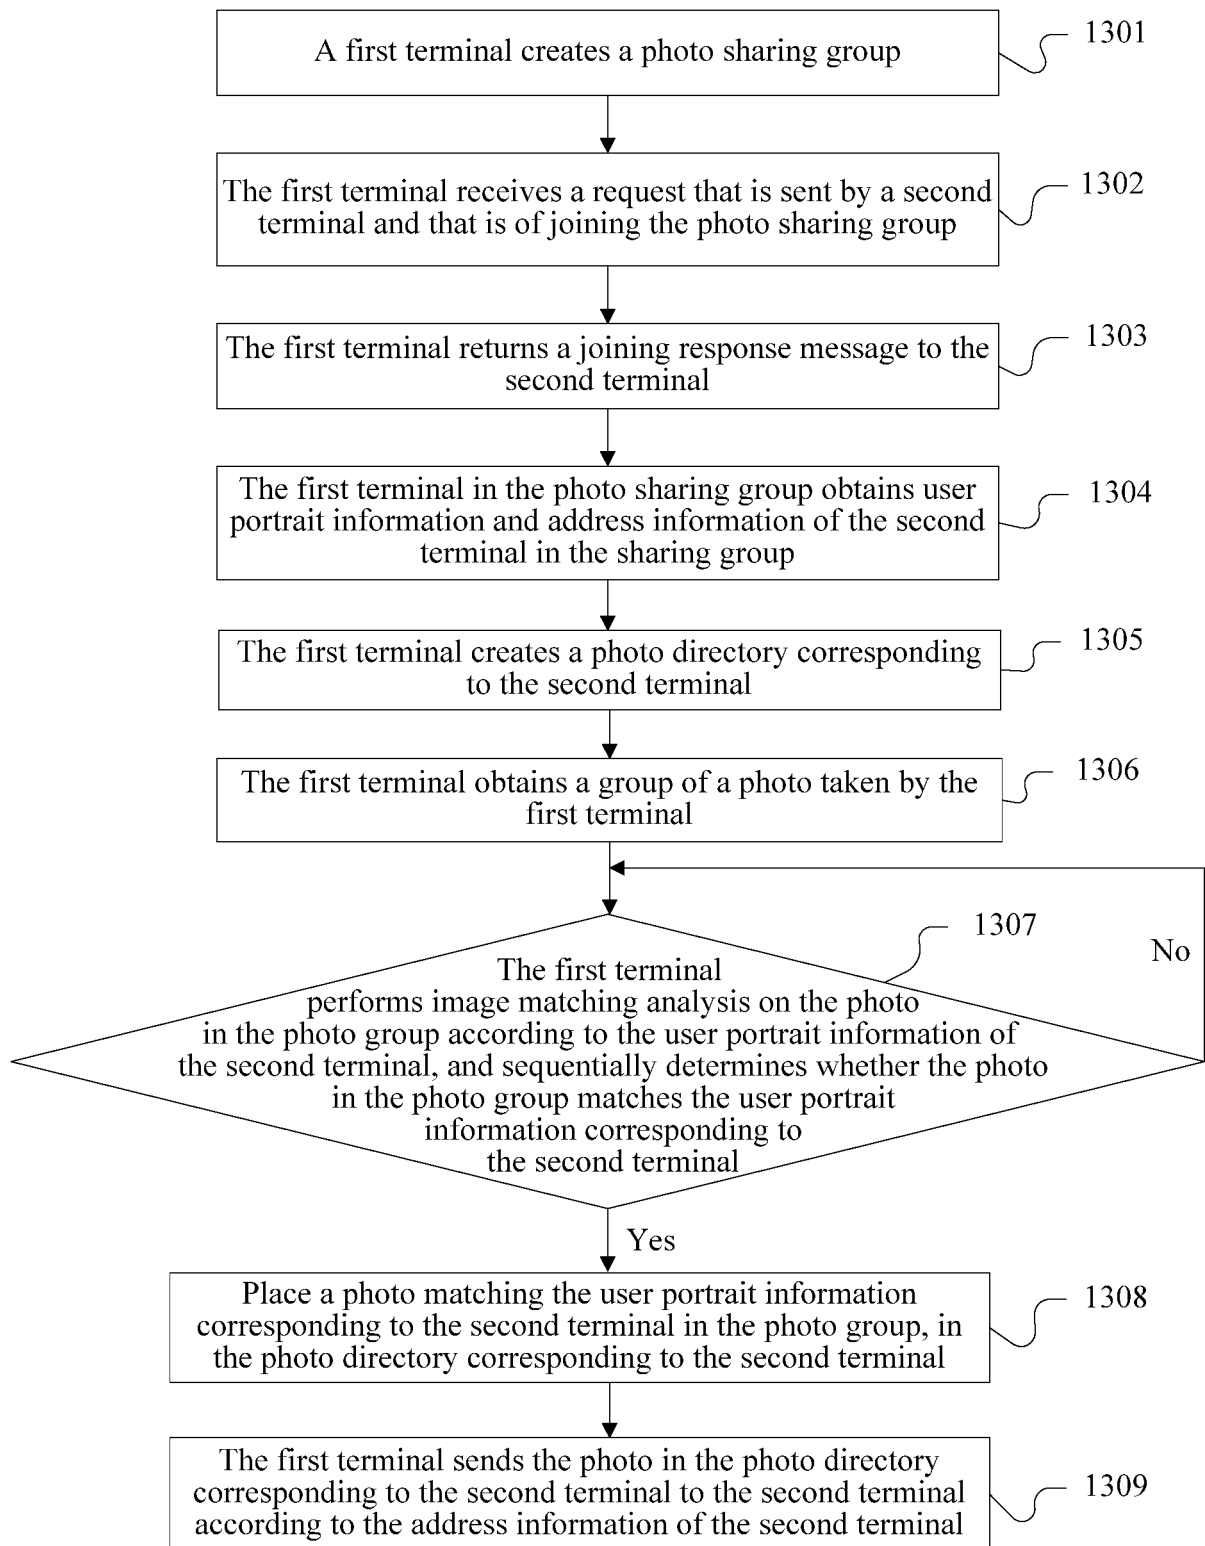 A first terminal creates a photo sharing group
1301
The first terminal receives a request that is sent by a second
terminal and that is of joining the photo sharing group
1302
The first terminal returns a joining response message to the
second terminal
1303
The first terminal in the photo sharing group obtains user
portrait information and address information of the second
terminal in the sharing group
1304
The first terminal creates a photo directory corresponding
to the second terminal
1305
The first terminal obtains a group of a photo taken by the
first terminal
1306
1307
No
The first terminal
performs image matching analysis on the photo
in the photo group according to the user portrait information of
the second terminal, and sequentially determines whether the photo
in the photo group matches the user portrait
information corresponding to
the second terminal
Yes
Place a photo matching the user portrait information
corresponding to the second terminal in the photo group, in
the photo directory corresponding to the second terminal
1308
The first terminal sends the photo in the photo directory
corresponding to the second terminal to the second terminal
according to the address information of the second terminal
1309